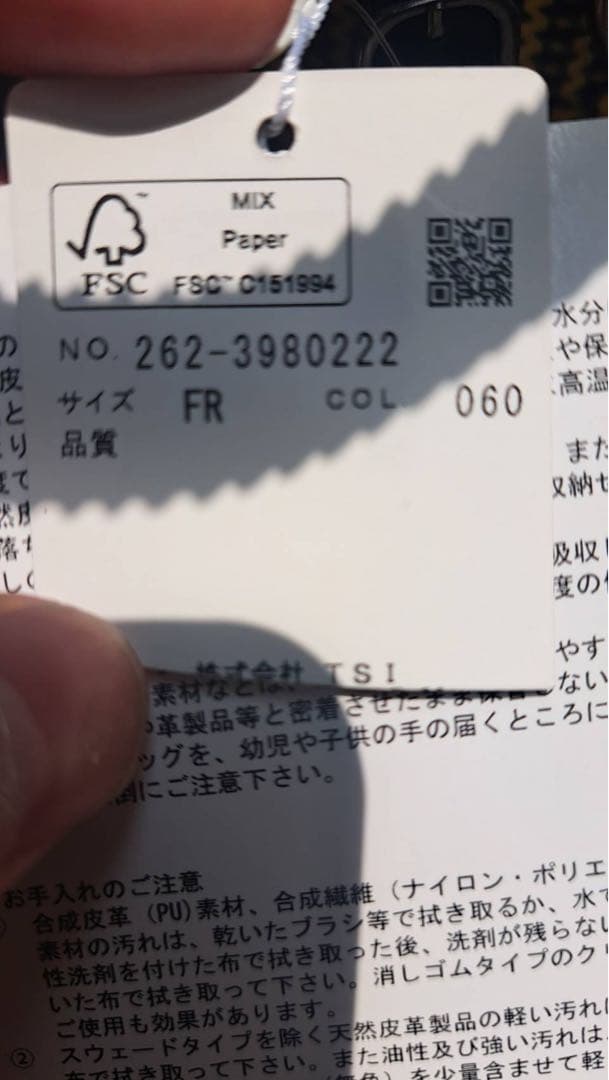 MIX
Paper
FSC™ C151994
FSC
NO. 262-3980222
サイズ FR COL 060
品質
株式会社 TSI
水分
や保
高温
また
収納せ
吸収
度の
やす
素材などは、
革製品等と密着させたまま保管しない
ッグを、幼児や子供の手の届くところに
倒にご注意下さい。
お手入れのご注意
合成皮革(PU)素材、合成繊維(ナイロン・ポリエ
素材の汚れは、乾いたブラシ等で拭き取るか、水で
性洗剤を付けた布で拭き取った後、洗剤が残らない
いた布で拭き取って下さい。消しゴムタイプのク
ご使用も効果があります。
② スウェードタイプを除く天然皮革製品の軽い汚れは
布で拭き取って下さい。また油性及び強い汚れは
を少量含ませて軽